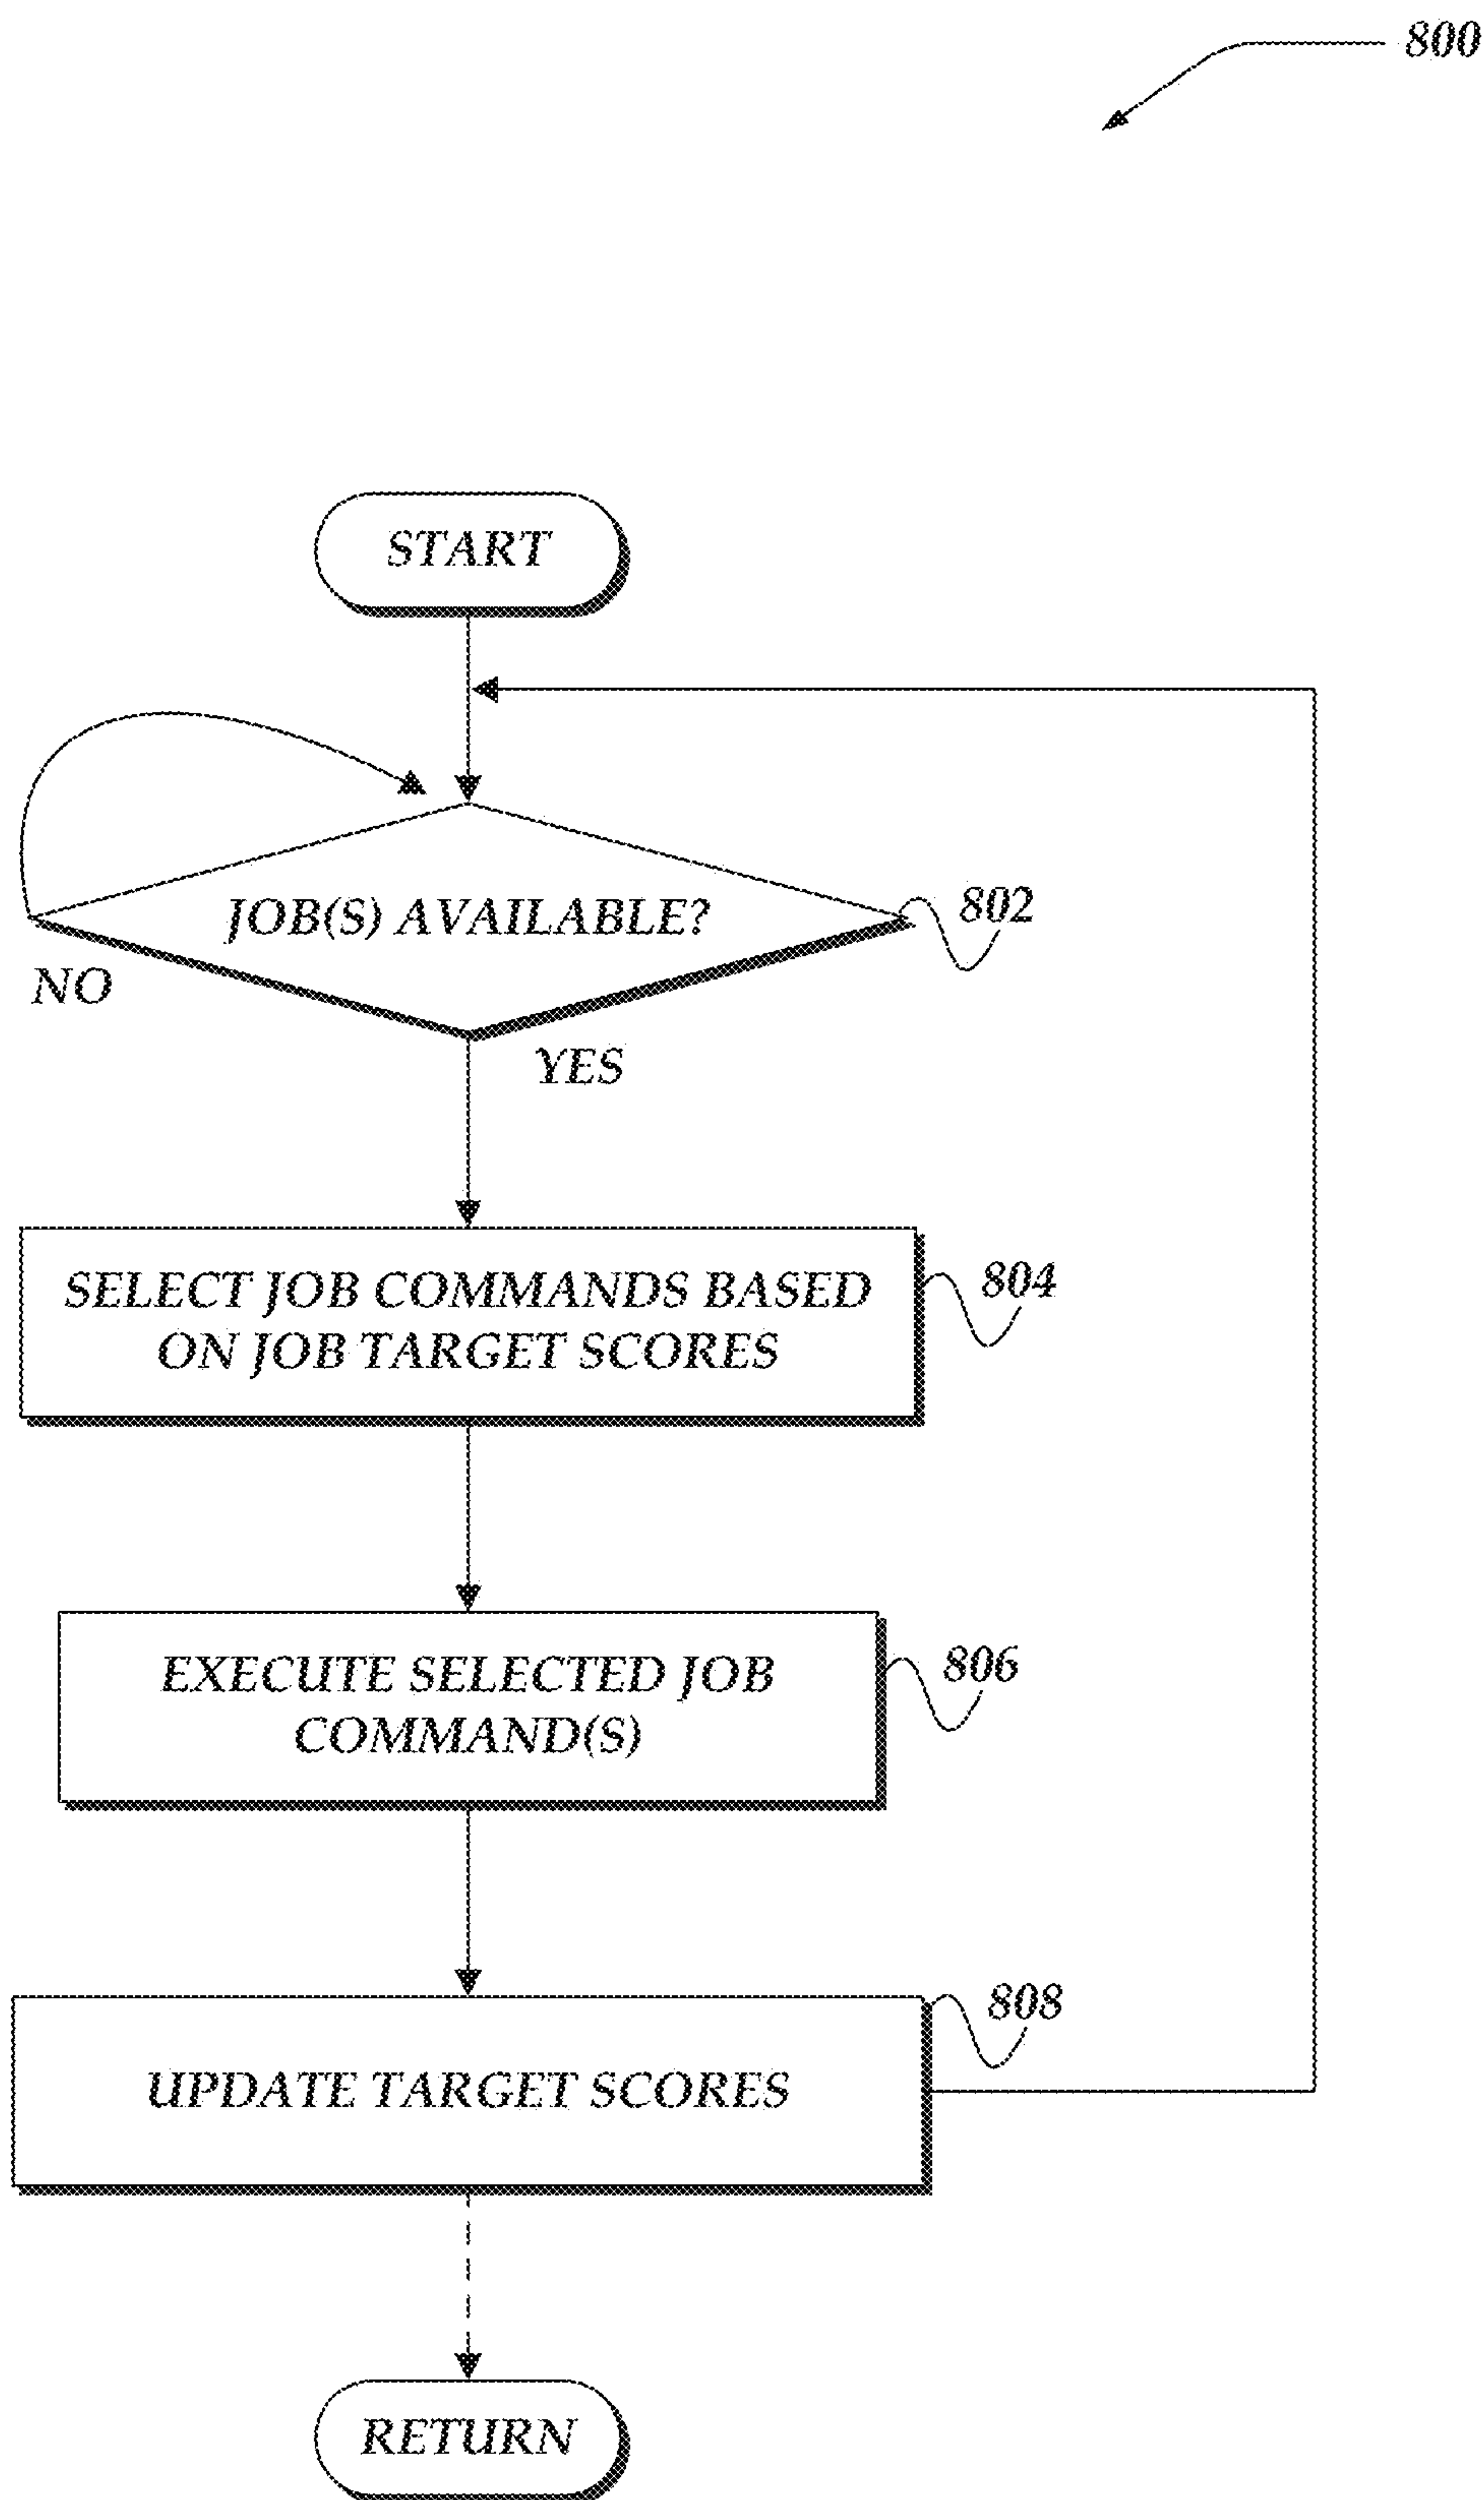 800
START
JOB(S) AVAILABLE?
802
NO
YES
SELECT JOB COMMANDS BASED
ON JOB TARGET SCORES
804
EXECUTE SELECTED JOB
COMMAND(S)
806
808
UPDATE TARGET SCORES
RETURN